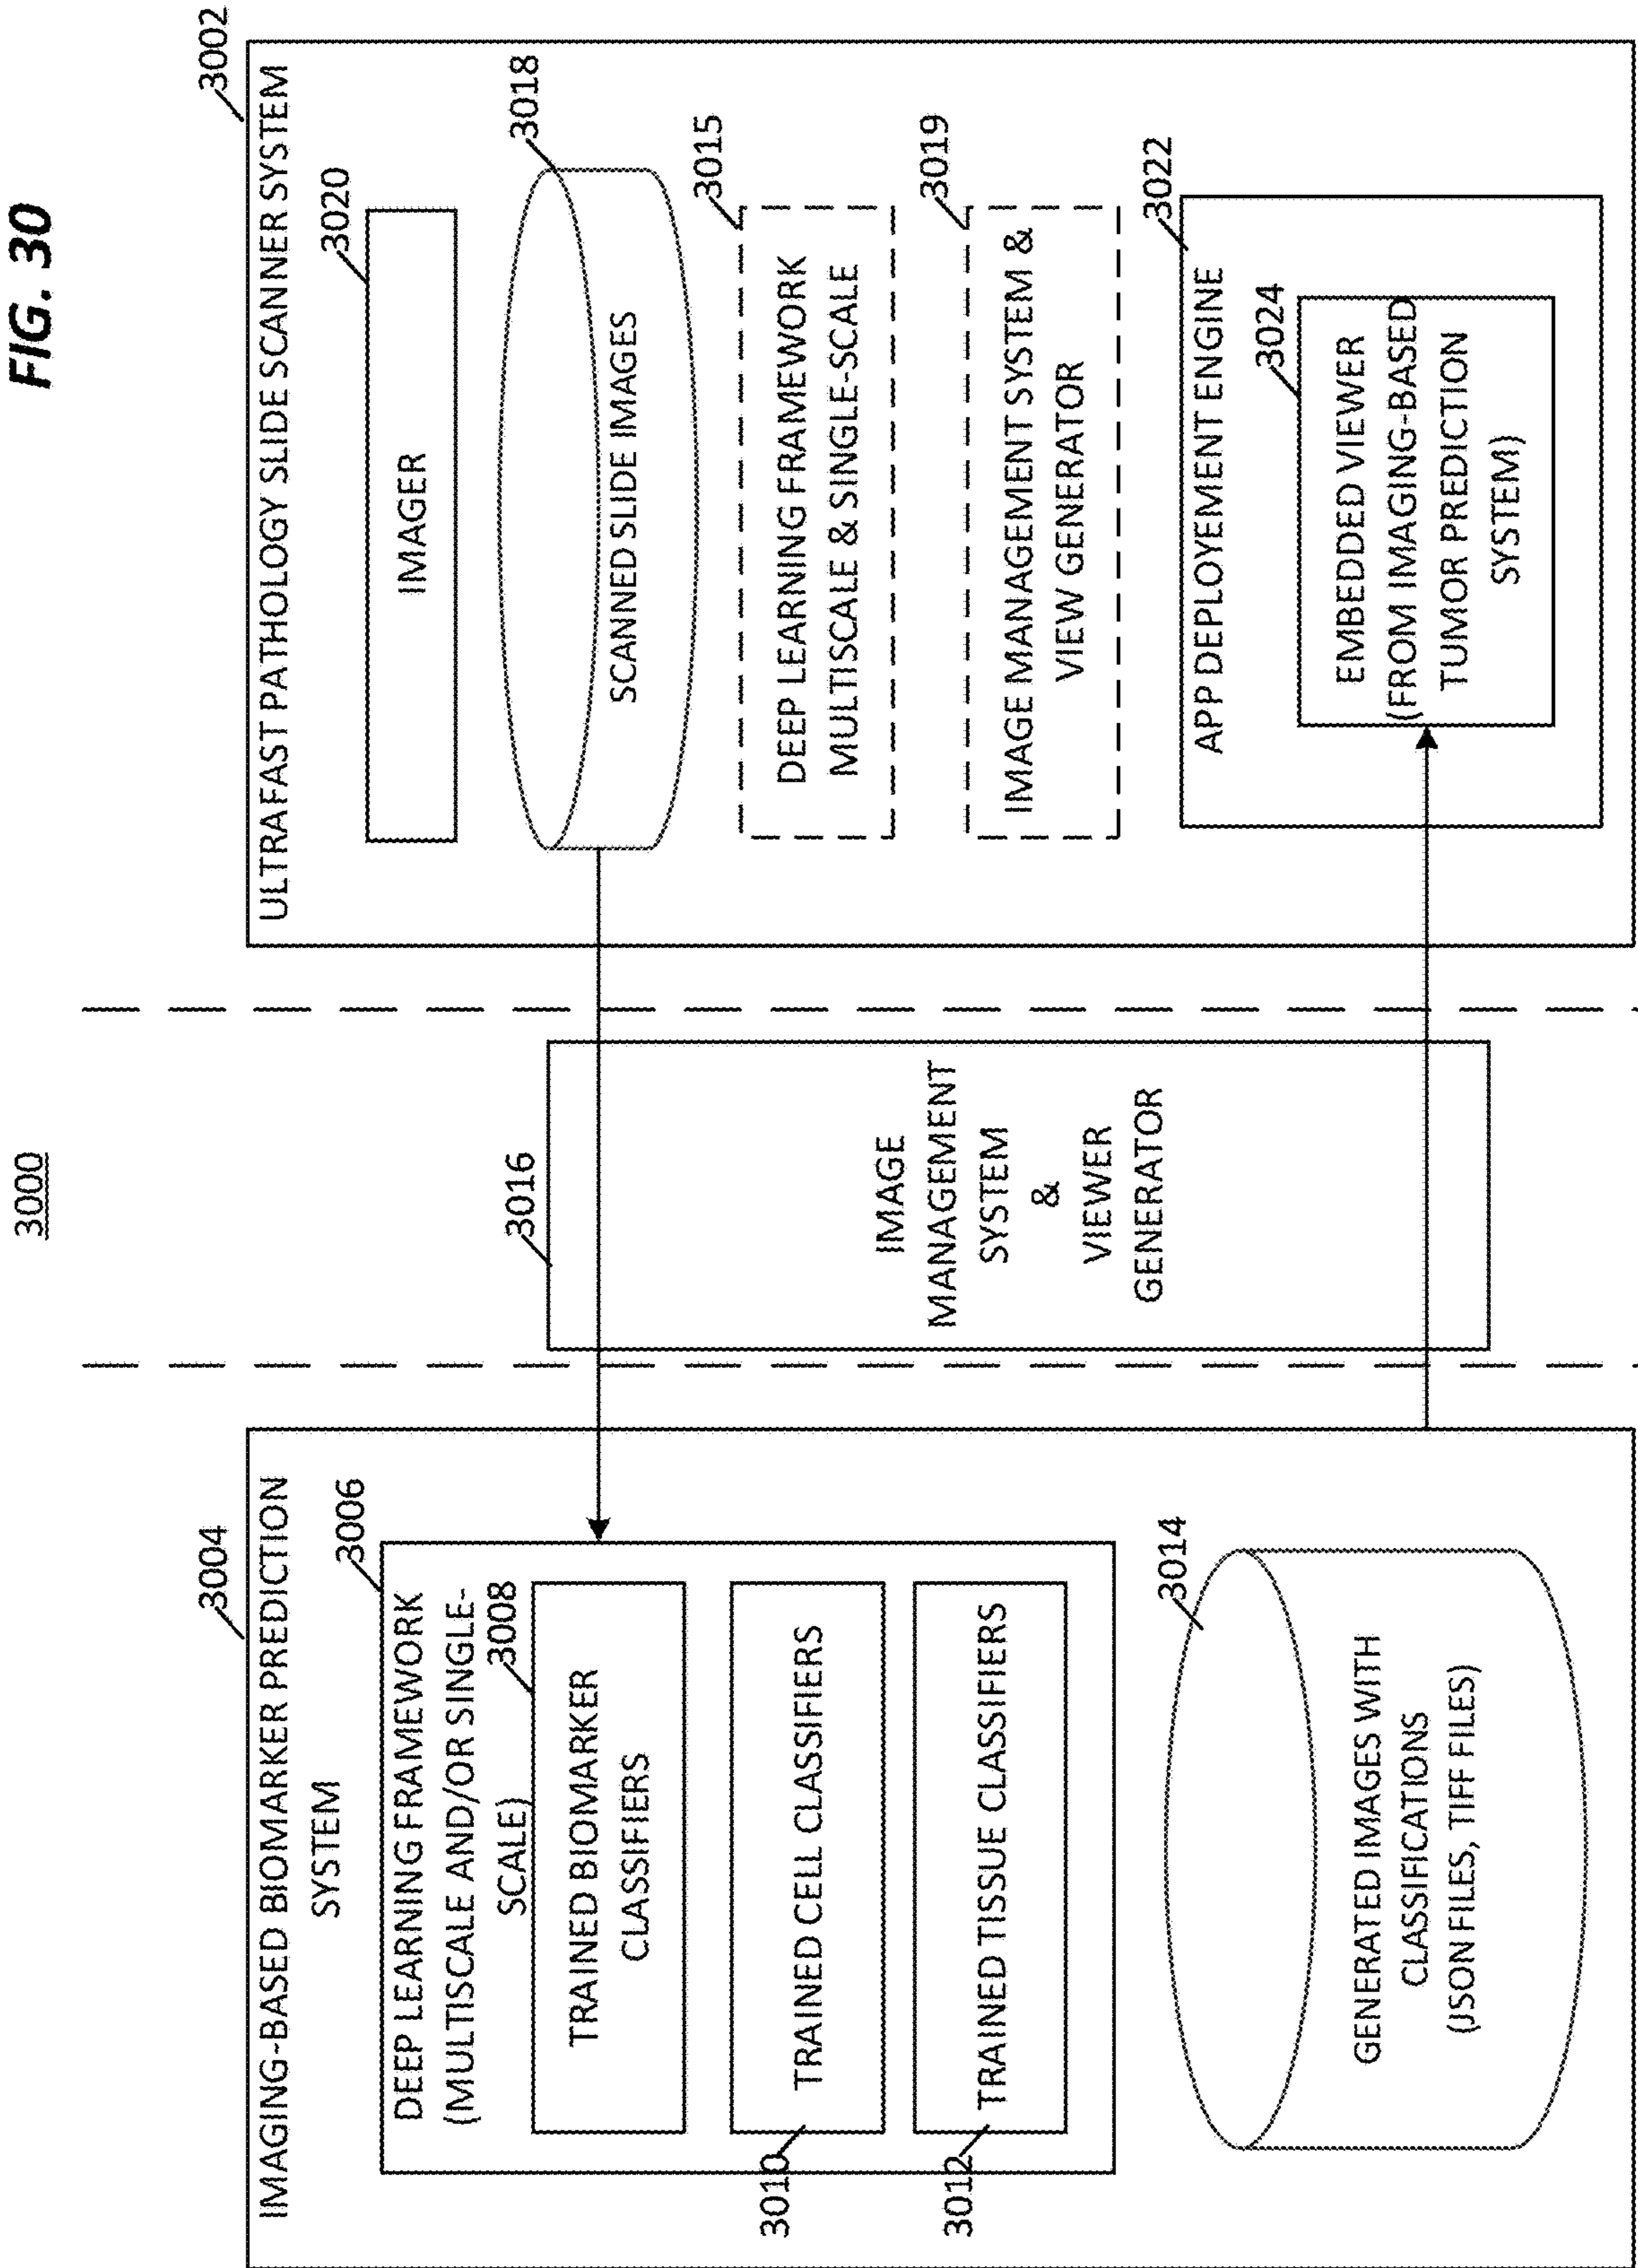 FIG. 30
3000
3004
IMAGING-BASED BIOMARKER PREDICTION
SYSTEM
3006
DEEP LEARNING FRAMEWORK
(MULTISCALE AND/OR SINGLE-
SCALE)
3008
TRAINED BIOMARKER
CLASSIFIERS
TRAINED CELL CLASSIFIERS
3010
TRAINED TISSUE CLASSIFIERS
3012
3014
GENERATED IMAGES WITH
CLASSIFICATIONS
(JSON FILES, TIFF FILES)
3016
IMAGE
MANAGEMENT
SYSTEM
&
VIEWER
GENERATOR
3002
ULTRAFAST PATHOLOGY SLIDE SCANNER SYSTEM
3020
IMAGER
3018
SCANNED SLIDE IMAGES
3015
DEEP LEARNING FRAMEWORK
MULTISCALE & SINGLE-SCALE
3019
IMAGE MANAGEMENT SYSTEM &
VIEW GENERATOR
3022
APP DEPLOYEMENT ENGINE
3024
EMBEDDED VIEWER
(FROM IMAGING-BASED
TUMOR PREDICTION
SYSTEM)